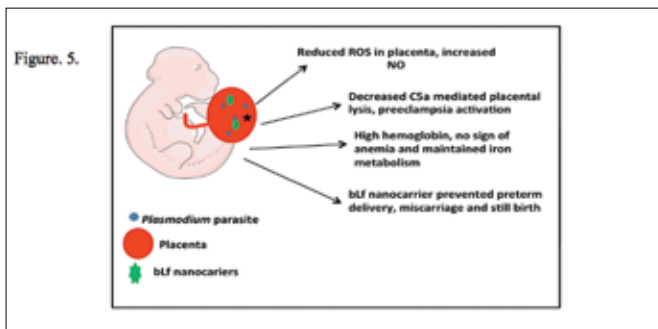 Figure. 5.
Reduced ROS in placenta, increased
NO
Decreased C5a mediated placental
lysis, preeclampsia activation
High hemoglobin, no sign of
anemia and maintained iron
metabolism
bLf nanocarrier prevented preterm
delivery, miscarriage and still birth
Plasmodium parasite
Placenta
bLf nanocariers